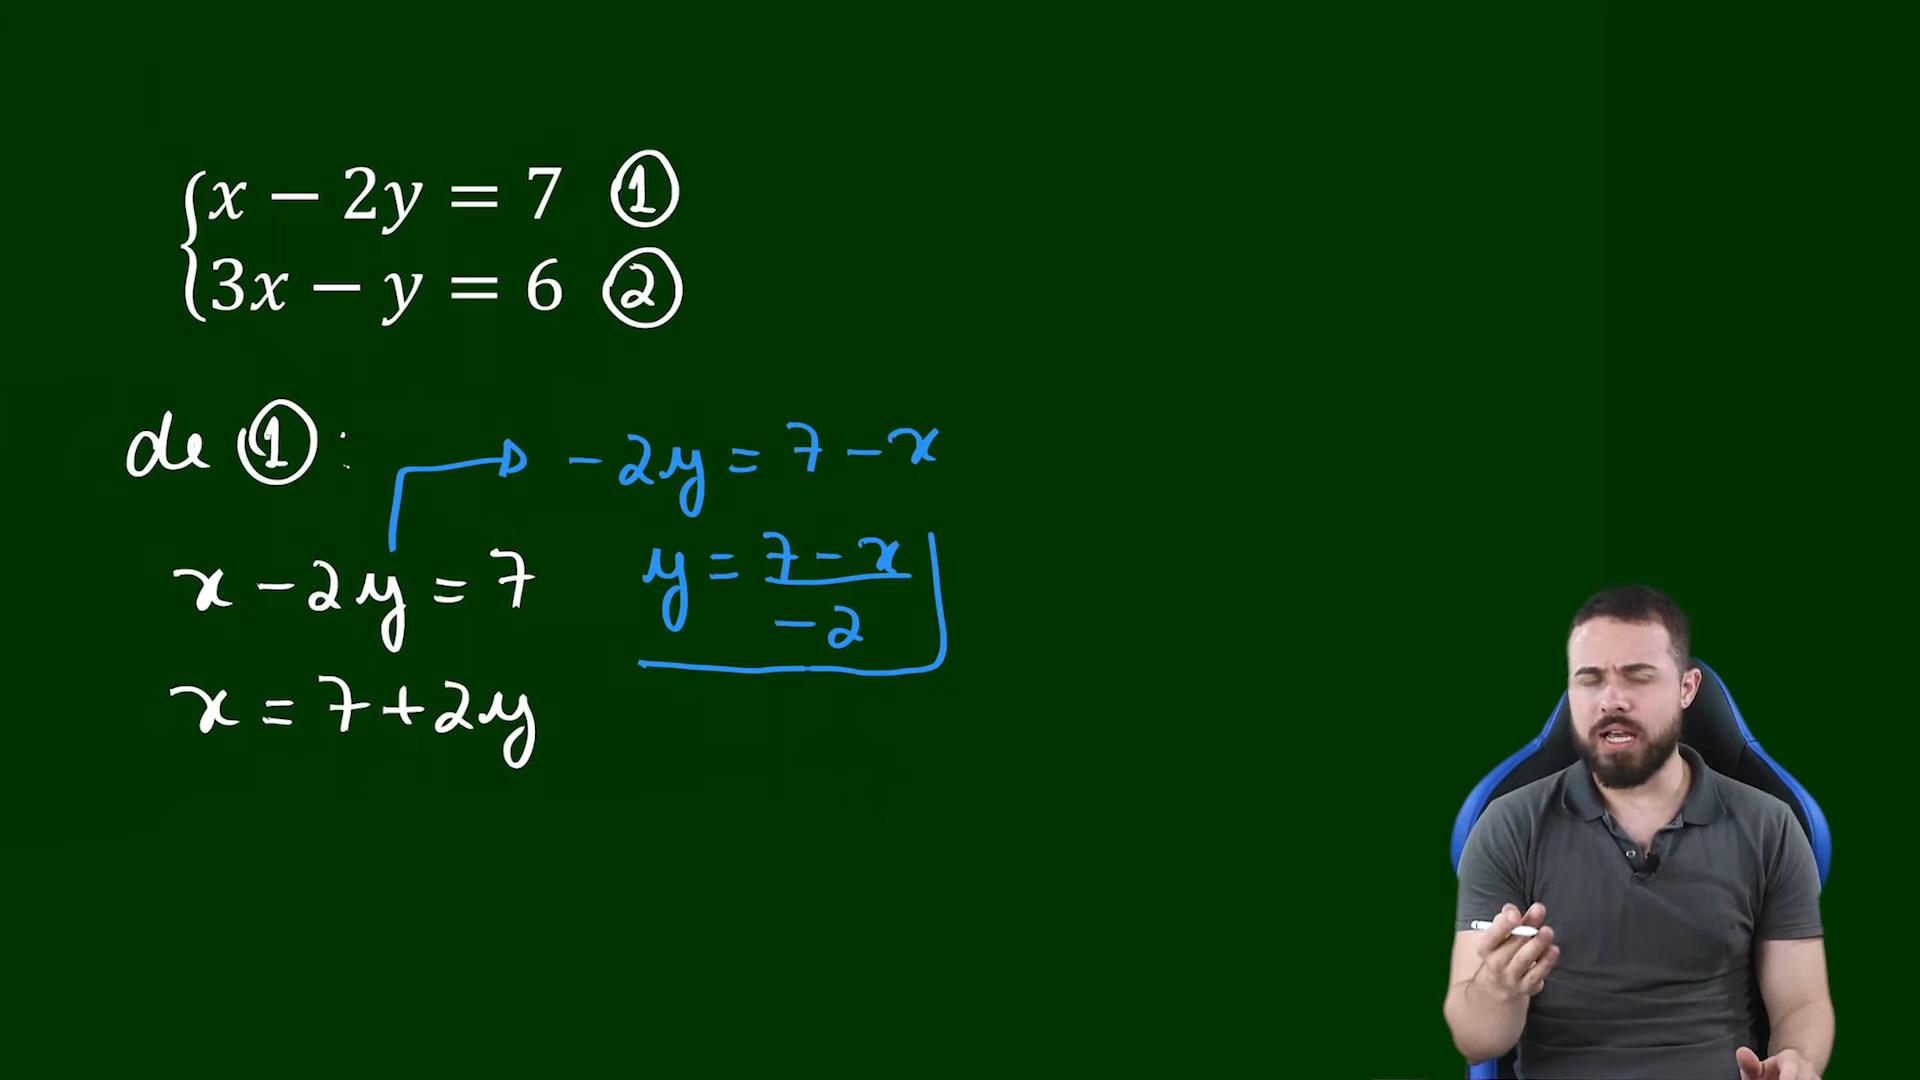 x − 2y = 7 ①
3x − y = 6 ②
de ①:
x − 2y = 7
x = 7 + 2y
− 2y = 7 − x
y = 7 − x
− 2